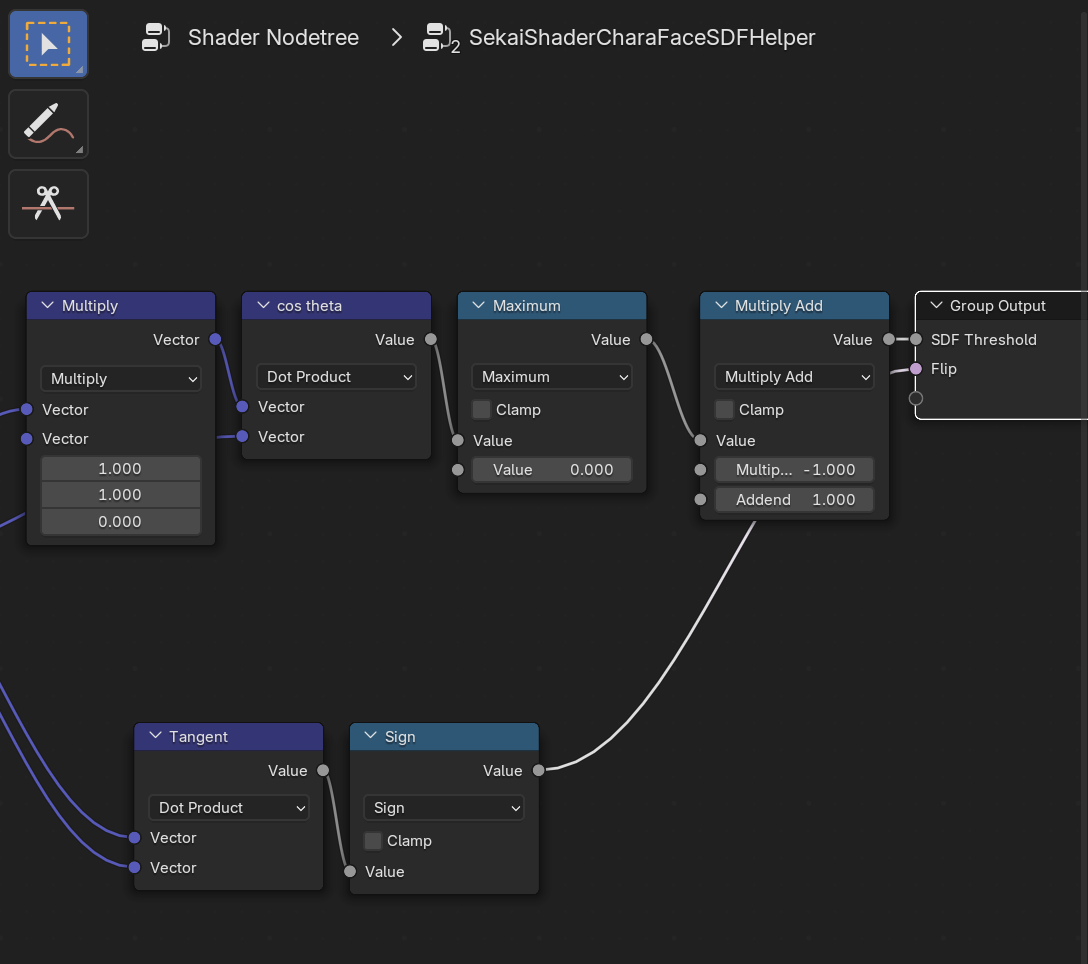 Shader Nodetree > 2 SekaiShaderCharaFaceSDFHelper
Multiply
Vector
Multiply
Vector
Vector
1.000
1.000
0.000
cos theta
Value
Dot Product
Vector
Vector
Maximum
Value
Maximum
Clamp
Value
Value 0.000
Multiply Add
Value
Multiply Add
Clamp
Value
Multip... -1.000
Addend 1.000
Group Output
SDF Threshold
Flip
Tangent
Value
Dot Product
Vector
Vector
Sign
Value
Sign
Clamp
Value